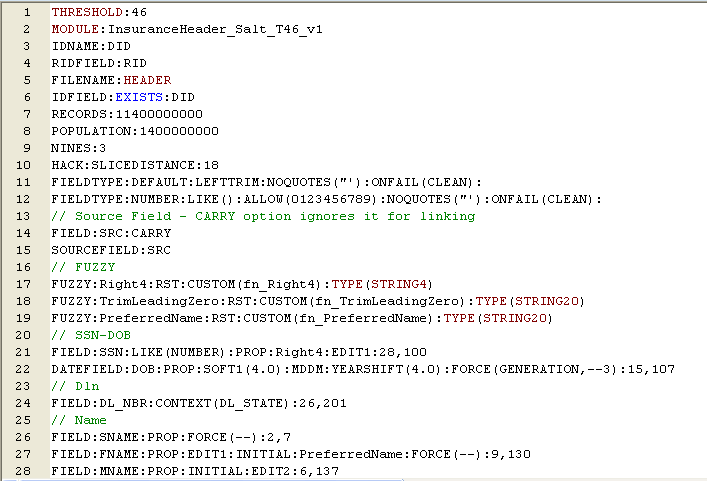 1 THRESHOLD:46
2 MODULE:InsuranceHeader_Salt_T46_v1
3 IDNAME:DID
4 RIDFIELD:RID
5 FILENAME:HEADER
6 IDFIELD:EXISTS:DID
7 RECORDS:11400000000
8 POPULATION:1400000000
9 NINES:3
10 HACK:SLICEDISTANCE:18
11 FIELDTYPE:DEFAULT:LEFTTRIM:NOQUOTES("'):ONFAIL(CLEAN):
12 FIELDTYPE:NUMBER:LIKE():ALLOW(0123456789):NOQUOTES("'):ONFAIL(CLEAN):
13 // Source Field - CARRY option ignores it for linking
14 FIELD:SRC:CARRY
15 SOURCEFIELD:SRC
16 // FUZZY
17 FUZZY:Right4:RST:CUSTOM(fn_Right4):TYPE(STRING4)
18 FUZZY:TrimLeadingZero:RST:CUSTOM(fn_TrimLeadingZero):TYPE(STRING20)
19 FUZZY:PreferredName:RST:CUSTOM(fn_PreferredName):TYPE(STRING20)
20 // SSN-DOB
21 FIELD:SSN:LIKE(NUMBER):PROP:Right4:EDIT1:28,100
22 DATEFIELD:DOB:PROP:SOFT1(4.0):MDDM:YEARSHIFT(4.0):FORCE(GENERATION,--3):15,107
23 // Dln
24 FIELD:DL_NBR:CONTEXT(DL_STATE):26,201
25 // Name
26 FIELD:SNAME:PROP:FORCE(--):2,7
27 FIELD:FNAME:PROP:EDIT1:INITIAL:PreferredName:FORCE(--):9,130
28 FIELD:MNAME:PROP:INITIAL:EDIT2:6,137